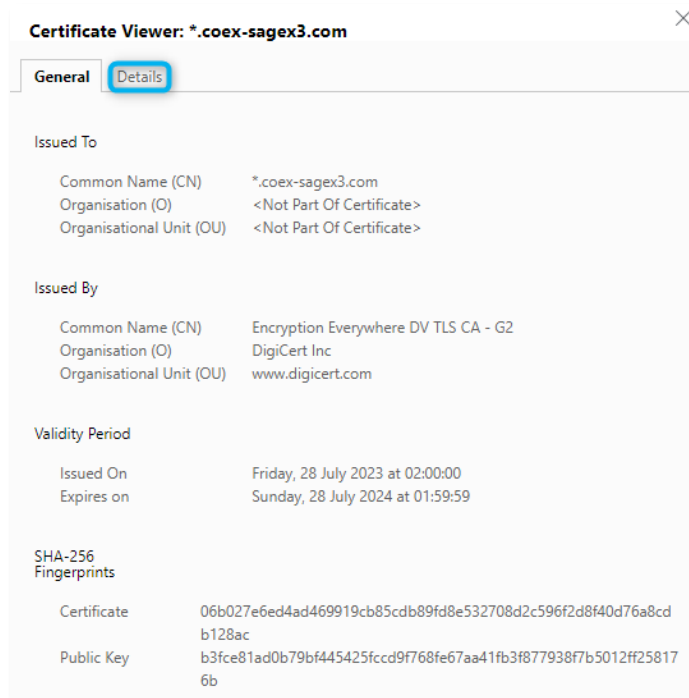 Certificate Viewer: *.coex-sagex3.com
General Details
Issued To
Common Name (CN) *.coex-sagex3.com
Organisation (O) <Not Part Of Certificate>
Organisational Unit (OU) <Not Part Of Certificate>
Issued By
Common Name (CN) Encryption Everywhere DV TLS CA - G2
Organisation (O) DigiCert Inc
Organisational Unit (OU) www.digicert.com
Validity Period
Issued On Friday, 28 July 2023 at 02:00:00
Expires on Sunday, 28 July 2024 at 01:59:59
SHA-256
Fingerprints
Certificate 06b027e6ed4ad469919cb85cdb89fd8e532708d2c596f2d8f40d76a8cd
b128ac
Public Key b3fce81ad0b79bf445425fccd9f768fe67aa41fb3f877938f7b5012ff25817
6b